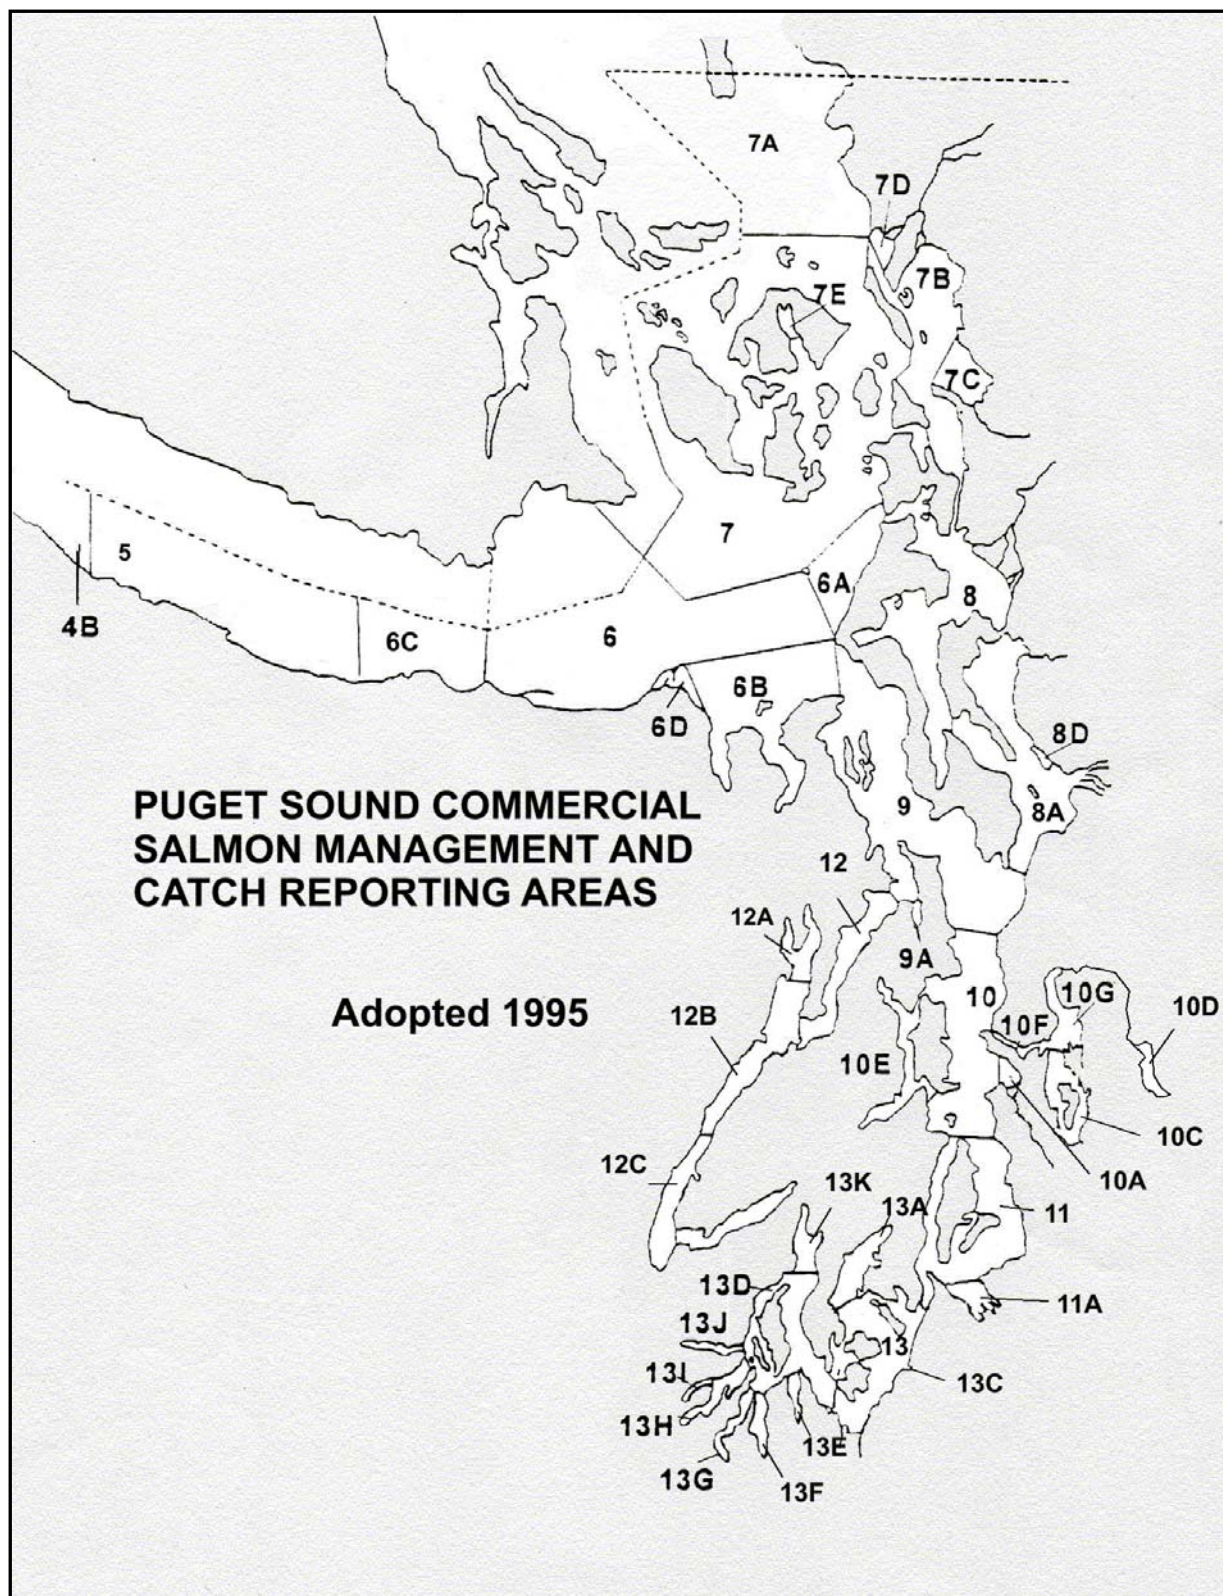 7A
7D
7B
7E
7C
7
5
6A
8
4B
6C
6
6B
6D
8D
PUGET SOUND COMMERCIAL
SALMON MANAGEMENT AND
CATCH REPORTING AREAS
9
8A
12
12A
9A
Adopted 1995
10
10G
10D
12B
10F
10E
10C
12C
10A
13K
13A
11
13D
11A
13J
13
13I
13C
13H
13E
13G
13F